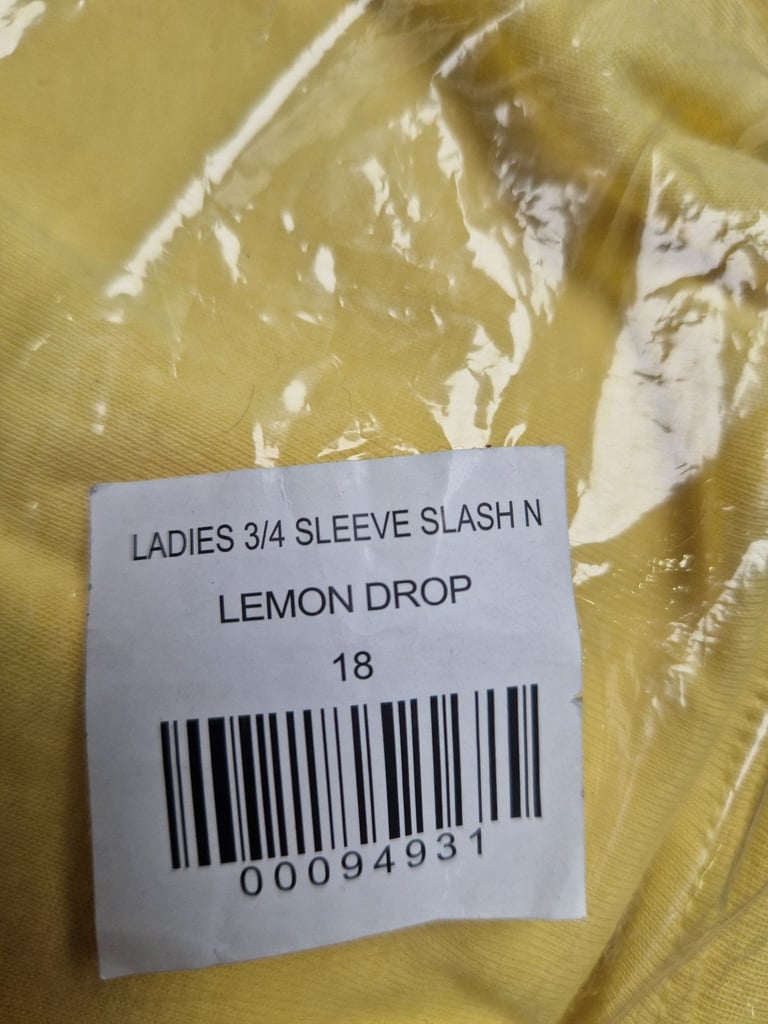 LADIES 3/4 SLEEVE SLASH N
LEMON DROP
18
00094931